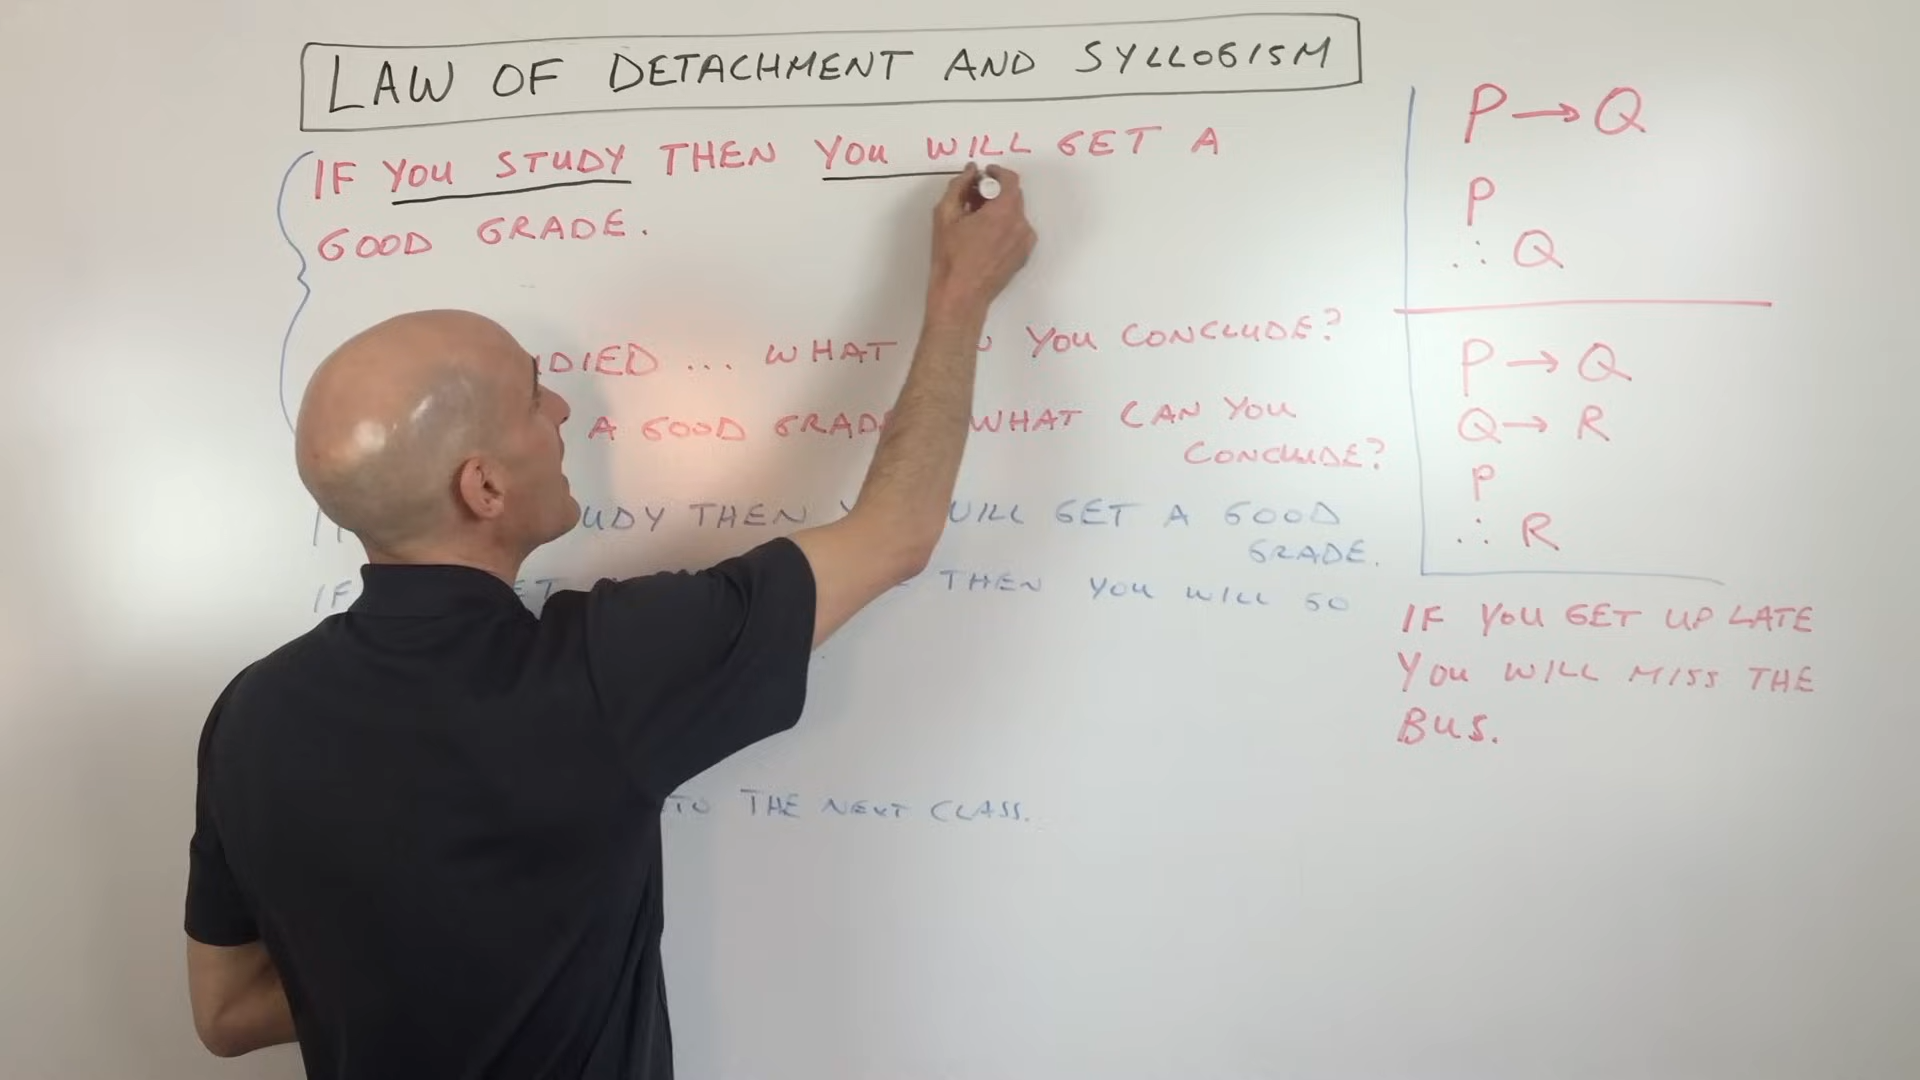 LAW OF DETACHMENT AND SYLLOGISM
IF YOU STUDY THEN YOU WILL GET A
GOOD GRADE.
... WHAT YOU CONCLUDE?
A GOOD GRADE WHAT CAN YOU
CONCLUDE?
THEN WILL GET A GOOD
GRADE.
IF THEN YOU WILL GO
TO THE NEXT CLASS.
P → Q
P
∴ Q
P → Q
Q → R
P
∴ R
IF YOU GET UP LATE
YOU WILL MISS THE
BUS.